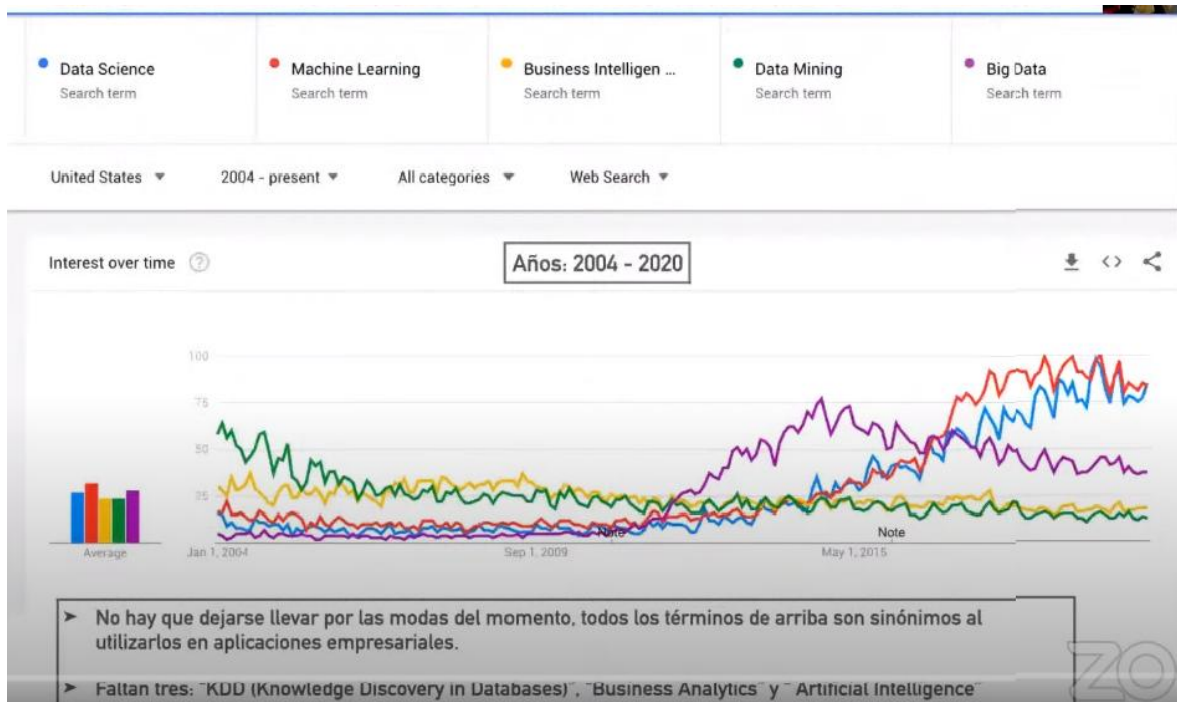 Data Science
Search term
Machine Learning
Search term
Business Intelligen ...
Search term
Data Mining
Search term
Big Data
Search term
United States
2004 - present
All categories
Web Search
Interest over time
?
Años: 2004 - 2020
<>
100
75
50
25
Average
Jan 1, 2004
Sep 1, 2009
Note
May 1, 2015
Note
➤ No hay que dejarse llevar por las modas del momento, todos los términos de arriba son sinónimos al
utilizarlos en aplicaciones empresariales.
➤ Faltan tres: "KDD (Knowledge Discovery in Databases)", "Business Analytics" y " Artificial Intelligence"
ZO